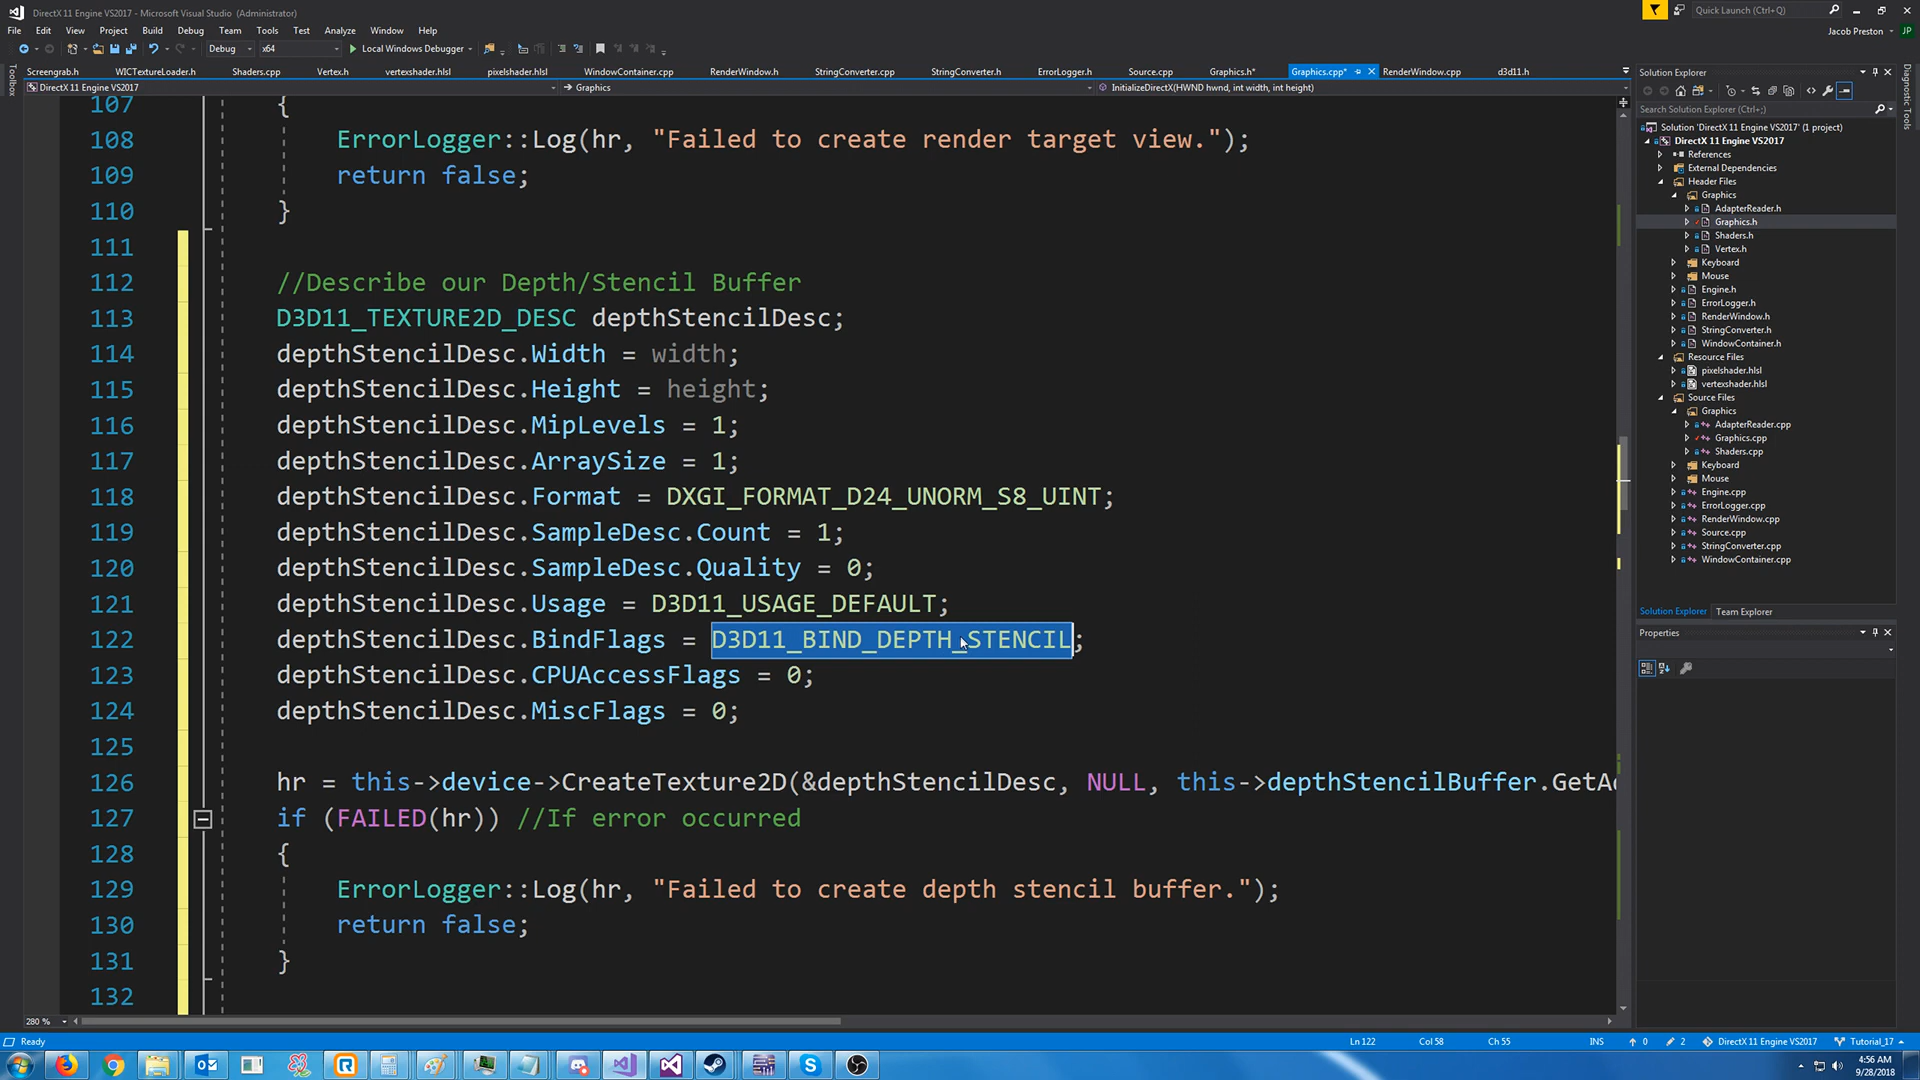 DirectX 11 Engine VS2017 - Microsoft Visual Studio (Administrator)
Quick Launch (Ctrl+Q)
File Edit View Project Build Debug Team Tools Test Analyze Window Help
Jacob Preston JP
Debug x64 Local Windows Debugger
Toolbox
Screengrab.h WICTextureLoader.h Shaders.cpp Vertex.h vertexshader.hlsl pixelshader.hlsl WindowContainer.cpp RenderWindow.h StringConverter.cpp StringConverter.h ErrorLogger.h Source.cpp Graphics.h* Graphics.cpp* RenderWindow.cpp d3d11.h
DirectX 11 Engine VS2017 Graphics InitializeDirectX(HWND hwnd, int width, int height)
107 {
108 ErrorLogger::Log(hr, "Failed to create render target view.");
109 return false;
110 }
111
112 //Describe our Depth/Stencil Buffer
113 D3D11_TEXTURE2D_DESC depthStencilDesc;
114 depthStencilDesc.Width = width;
115 depthStencilDesc.Height = height;
116 depthStencilDesc.MipLevels = 1;
117 depthStencilDesc.ArraySize = 1;
118 depthStencilDesc.Format = DXGI_FORMAT_D24_UNORM_S8_UINT;
119 depthStencilDesc.SampleDesc.Count = 1;
120 depthStencilDesc.SampleDesc.Quality = 0;
121 depthStencilDesc.Usage = D3D11_USAGE_DEFAULT;
122 depthStencilDesc.BindFlags = D3D11_BIND_DEPTH_STENCIL;
123 depthStencilDesc.CPUAccessFlags = 0;
124 depthStencilDesc.MiscFlags = 0;
125
126 hr = this->device->CreateTexture2D(&depthStencilDesc, NULL, this->depthStencilBuffer.GetAd
127 if (FAILED(hr)) //If error occurred
128 {
129 ErrorLogger::Log(hr, "Failed to create depth stencil buffer.");
130 return false;
131 }
132
280 %
Solution Explorer
Search Solution Explorer (Ctrl+;)
Solution 'DirectX 11 Engine VS2017' (1 project)
DirectX 11 Engine VS2017
References
External Dependencies
Header Files
Graphics
AdapterReader.h
Graphics.h
Shaders.h
Vertex.h
Keyboard
Mouse
Engine.h
ErrorLogger.h
RenderWindow.h
StringConverter.h
WindowContainer.h
Resource Files
pixelshader.hlsl
vertexshader.hlsl
Source Files
Graphics
AdapterReader.cpp
Graphics.cpp
Shaders.cpp
Keyboard
Mouse
Engine.cpp
ErrorLogger.cpp
RenderWindow.cpp
Source.cpp
StringConverter.cpp
WindowContainer.cpp
Solution Explorer Team Explorer
Properties
Diagnostic Tools
Ready Ln 122 Col 58 Ch 55 INS 0 2 DirectX 11 Engine VS2017 Tutorial_17
4:56 AM
9/28/2018